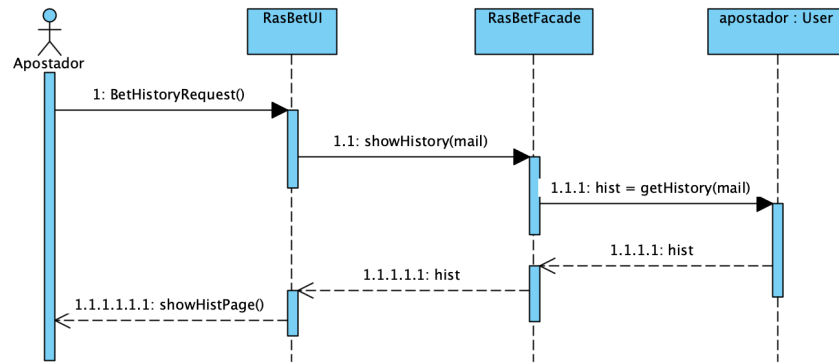 RasBetUI
RasBetFacade
apostador : User
Apostador
1: BetHistoryRequest()
1.1: showHistory(mail)
1.1.1: hist = getHistory(mail)
1.1.1.1: hist
1.1.1.1.1: hist
1.1.1.1.1.1: showHistPage()